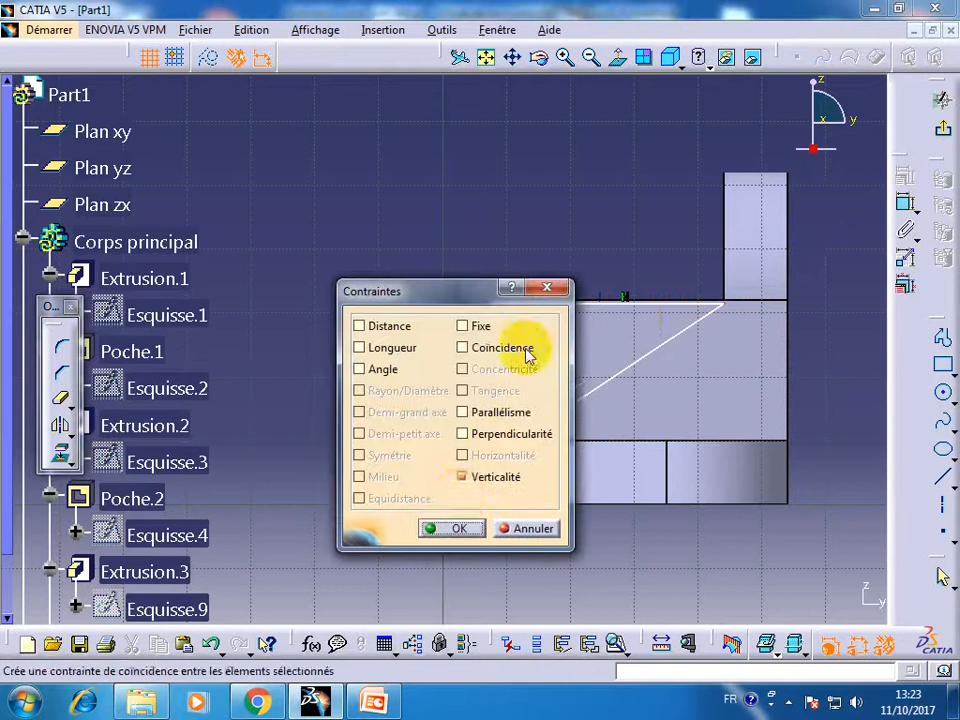 CATIA V5 - [Part1]
Démarrer ENOVIA V5 VPM Fichier Edition Affichage Insertion Outils Fenêtre Aide
Part1
Plan xy
Plan yz
Plan zx
Corps principal
Extrusion.1
Esquisse.1
Poche.1
Esquisse.2
Extrusion.2
Esquisse.3
Poche.2
Esquisse.4
Extrusion.3
Esquisse.9
O...
z
x
y
Contraintes
Distance
Longueur
Angle
Rayon/Diamètre
Demi-grand axe
Demi-petit axe
Symétrie
Milieu
Equidistance
Fixe
Coïncidence
Concentricité
Tangence
Parallélisme
Perpendicularité
Horizontalité
Verticalité
OK Annuler
z
y
f(x)
CATIA
Crée une contrainte de coïncidence entre les éléments sélectionnés
FR
13:23
11/10/2017